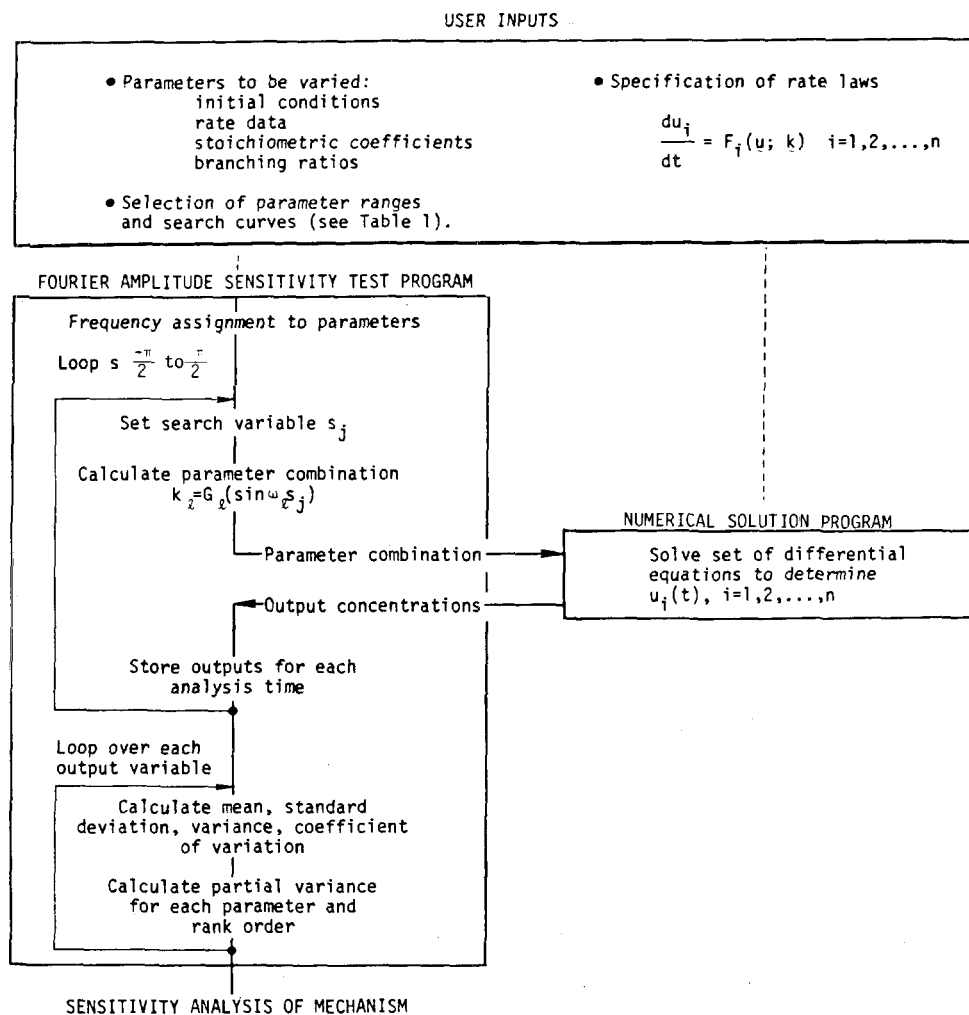 USER INPUTS
• Parameters to be varied:
initial conditions
rate data
stoichiometric coefficients
branching ratios
• Selection of parameter ranges
and search curves (see Table 1).
• Specification of rate laws
du_i/dt = F_i(u; k) i=1,2,...,n
FOURIER AMPLITUDE SENSITIVITY TEST PROGRAM
Frequency assignment to parameters
Loop s -π/2 to π/2
Set search variable s_j
Calculate parameter combination
k_ℓ=G_ℓ(sin ω_ℓs_j)
Parameter combination
NUMERICAL SOLUTION PROGRAM
Solve set of differential
equations to determine
u_i(t), i=1,2,...,n
Output concentrations
Store outputs for each
analysis time
Loop over each
output variable
Calculate mean, standard
deviation, variance, coefficient
of variation
Calculate partial variance
for each parameter and
rank order
SENSITIVITY ANALYSIS OF MECHANISM